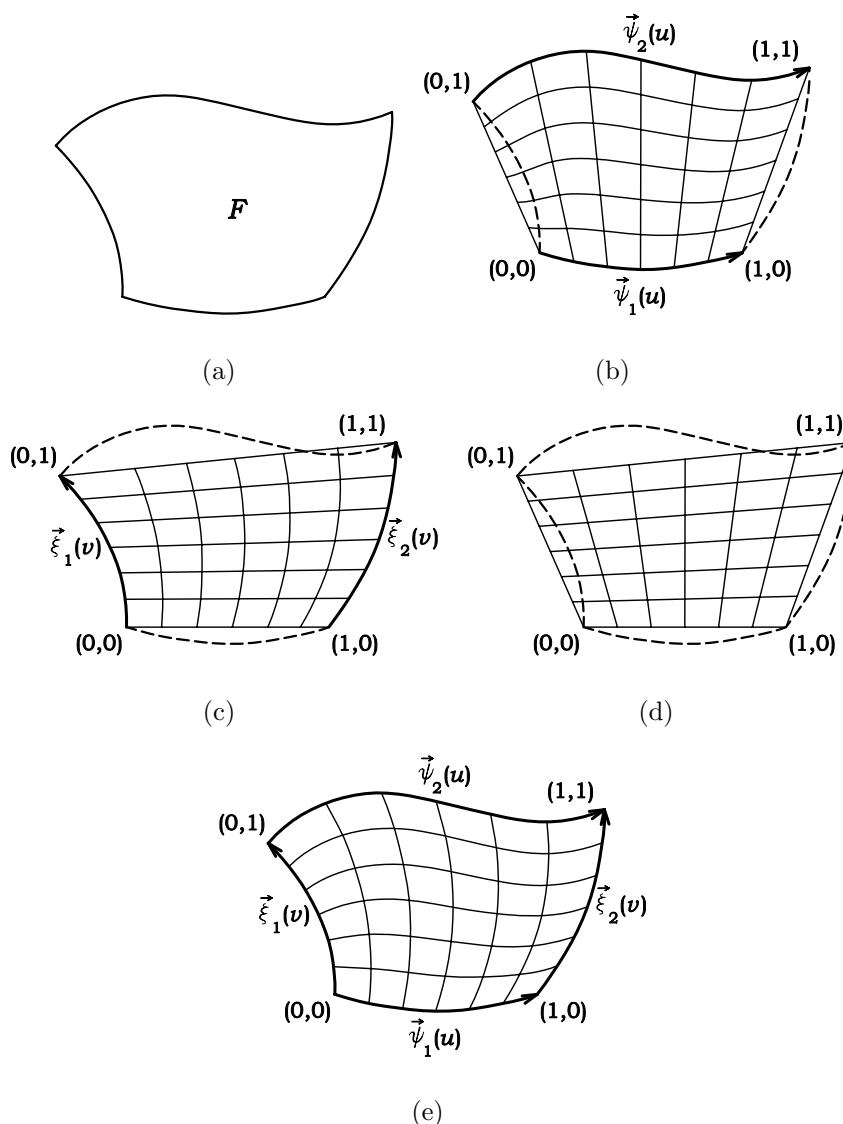 F
(a)
ψ⃗₂(u)
(1,1)
(0,1)
(0,0)
(1,0)
ψ⃗₁(u)
(b)
(1,1)
(0,1)
ξ⃗₁(v)
ξ⃗₂(v)
(0,0)
(1,0)
(c)
(1,1)
(0,1)
(0,0)
(1,0)
(d)
ψ⃗₂(u)
(1,1)
(0,1)
ξ⃗₁(v)
ξ⃗₂(v)
(0,0)
(1,0)
ψ⃗₁(u)
(e)